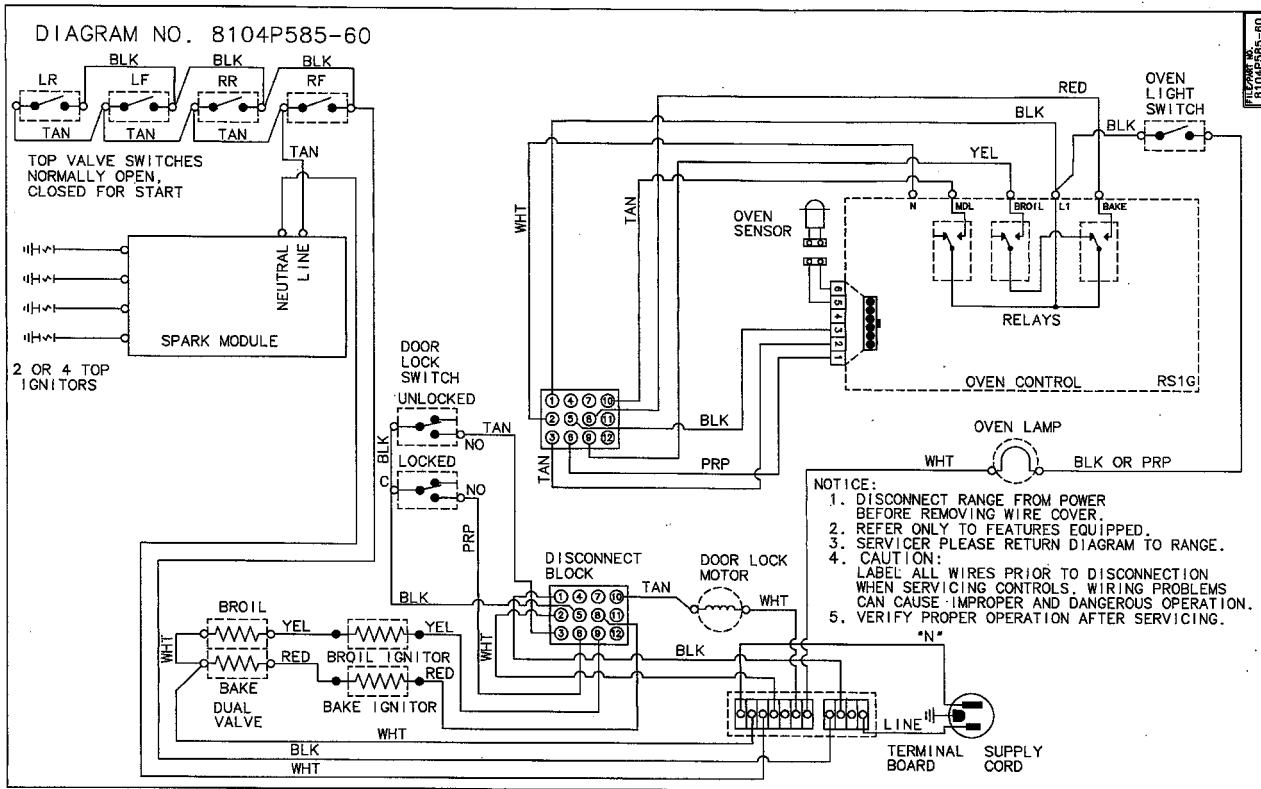 DIAGRAM NO. 8104P585-60
FILE/PART NO.
8104P585-60
BLK
BLK
BLK
LR
LF
RR
RF
TAN
TAN
TAN
TAN
TOP VALVE SWITCHES
NORMALLY OPEN,
CLOSED FOR START
NEUTRAL
LINE
SPARK MODULE
2 OR 4 TOP
IGNITORS
RED
BLK
YEL
BLK
OVEN
LIGHT
SWITCH
WHT
TAN
OVEN
SENSOR
N
MDL
BROIL
L1
BAKE
RELAYS
6
5
4
3
2
1
OVEN CONTROL
RS1G
DOOR
LOCK
SWITCH
UNLOCKED
NO
TAN
BLK
LOCKED
C
NO
PRP
1 4 7 10
2 5 8 11
3 6 9 12
BLK
PRP
TAN
OVEN LAMP
WHT
BLK OR PRP
NOTICE:
1. DISCONNECT RANGE FROM POWER
BEFORE REMOVING WIRE COVER.
2. REFER ONLY TO FEATURES EQUIPPED.
3. SERVICER PLEASE RETURN DIAGRAM TO RANGE.
4. CAUTION:
LABEL ALL WIRES PRIOR TO DISCONNECTION
WHEN SERVICING CONTROLS. WIRING PROBLEMS
CAN CAUSE IMPROPER AND DANGEROUS OPERATION.
5. VERIFY PROPER OPERATION AFTER SERVICING.
DISCONNECT
BLOCK
1 4 7 10
2 5 8 11
3 6 9 12
BLK
TAN
DOOR LOCK
MOTOR
WHT
WHT
BLK
"N"
BROIL
YEL
YEL
BROIL IGNITOR
WHT
RED
RED
BAKE
BAKE IGNITOR
DUAL
VALVE
WHT
BLK
WHT
LINE
TERMINAL
BOARD
SUPPLY
CORD